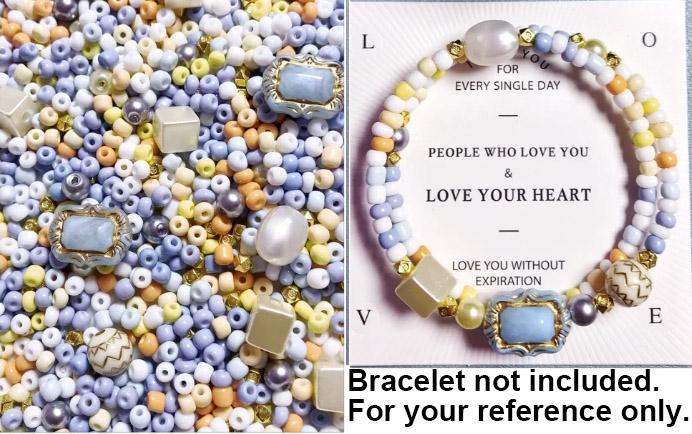 L O
YOU
FOR
EVERY SINGLE DAY
PEOPLE WHO LOVE YOU
&
LOVE YOUR HEART
LOVE YOU WITHOUT
EXPIRATION
V E
Bracelet not included.
For your reference only.